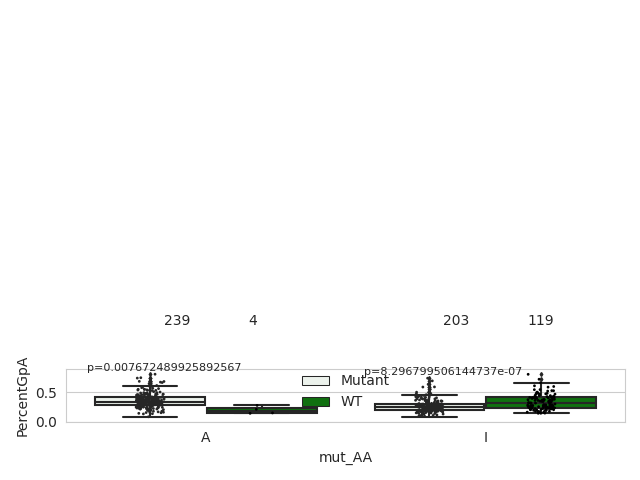 239 4 203 119
p=0.007672489925892567 p=8.296799506144737e-07
Mutant
WT
PercentGpA
0.5
0.0
A I
mut_AA